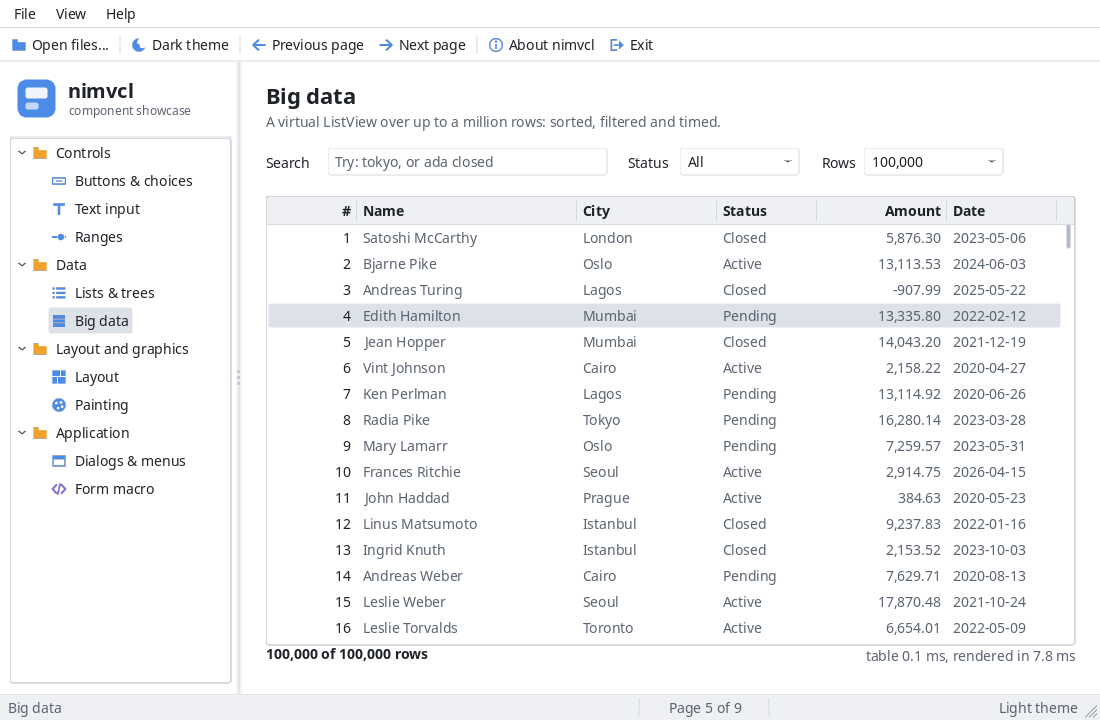 File View Help
Open files... Dark theme Previous page Next page About nimvcl Exit
nimvcl
component showcase
Controls
Buttons & choices
Text input
Ranges
Data
Lists & trees
Big data
Layout and graphics
Layout
Painting
Application
Dialogs & menus
Form macro
Big data
A virtual ListView over up to a million rows: sorted, filtered and timed.
Search Try: tokyo, or ada closed Status All Rows 100,000
# Name City Status Amount Date
1 Satoshi McCarthy London Closed 5,876.30 2023-05-06
2 Bjarne Pike Oslo Active 13,113.53 2024-06-03
3 Andreas Turing Lagos Closed -907.99 2025-05-22
4 Edith Hamilton Mumbai Pending 13,335.80 2022-02-12
5 Jean Hopper Mumbai Closed 14,043.20 2021-12-19
6 Vint Johnson Cairo Active 2,158.22 2020-04-27
7 Ken Perlman Lagos Pending 13,114.92 2020-06-26
8 Radia Pike Tokyo Pending 16,280.14 2023-03-28
9 Mary Lamarr Oslo Pending 7,259.57 2023-05-31
10 Frances Ritchie Seoul Active 2,914.75 2026-04-15
11 John Haddad Prague Active 384.63 2020-05-23
12 Linus Matsumoto Istanbul Closed 9,237.83 2022-01-16
13 Ingrid Knuth Istanbul Closed 2,153.52 2023-10-03
14 Andreas Weber Cairo Pending 7,629.71 2020-08-13
15 Leslie Weber Seoul Active 17,870.48 2021-10-24
16 Leslie Torvalds Toronto Active 6,654.01 2022-05-09
100,000 of 100,000 rows table 0.1 ms, rendered in 7.8 ms
Big data Page 5 of 9 Light theme